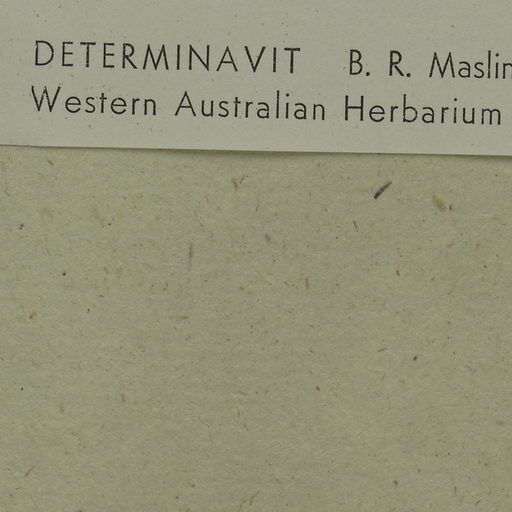 DETERMINAVIT B. R. Maslin
Western Australian Herbarium